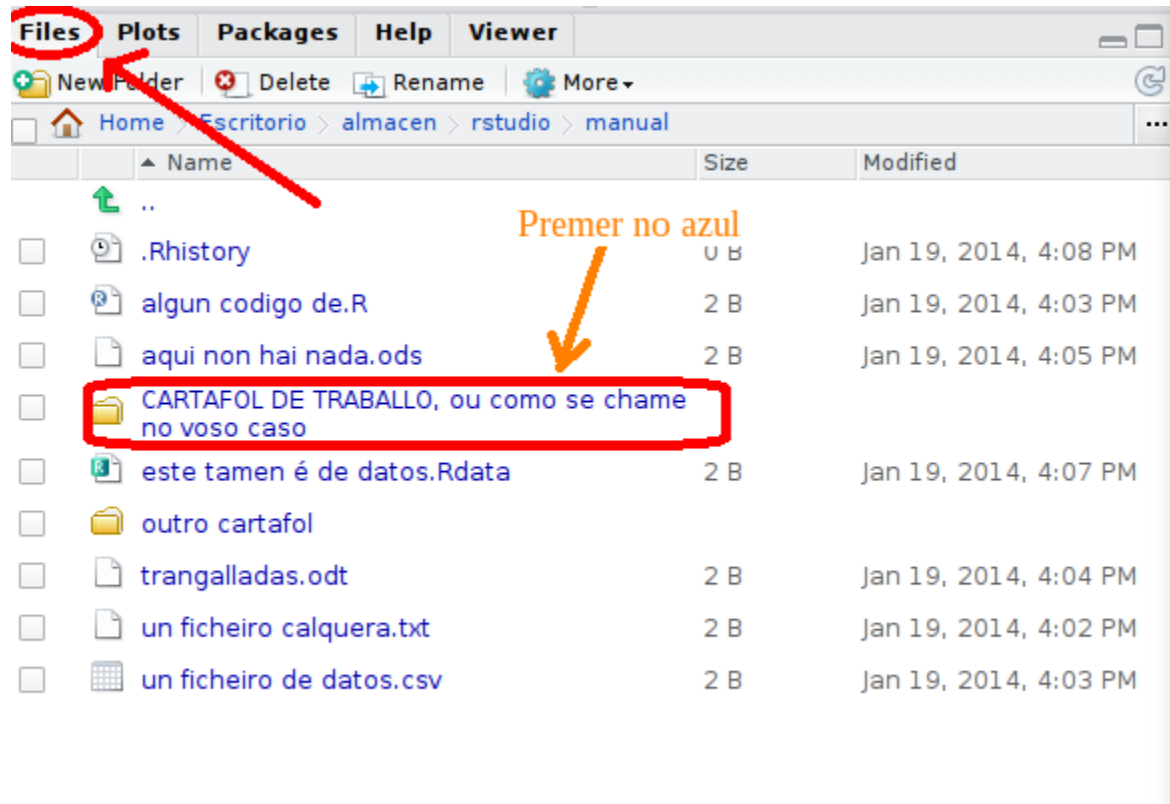 Files Plots Packages Help Viewer
New Folder Delete Rename More
Home > Escritorio > almacen > rstudio > manual ...
Name Size Modified
..
Premer no azul
.Rhistory 0 B Jan 19, 2014, 4:08 PM
algun codigo de.R 2 B Jan 19, 2014, 4:03 PM
aqui non hai nada.ods 2 B Jan 19, 2014, 4:05 PM
CARTAFOL DE TRABALLO, ou como se chame
no voso caso
este tamen é de datos.Rdata 2 B Jan 19, 2014, 4:07 PM
outro cartafol
trangalladas.odt 2 B Jan 19, 2014, 4:04 PM
un ficheiro calquera.txt 2 B Jan 19, 2014, 4:02 PM
un ficheiro de datos.csv 2 B Jan 19, 2014, 4:03 PM